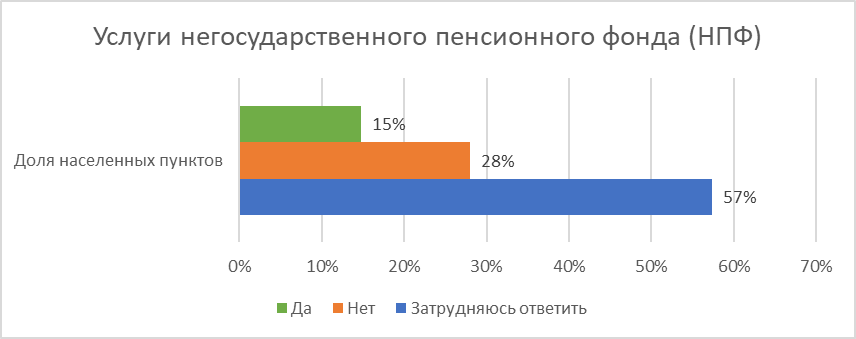 Услуги негосударственного пенсионного фонда (НПФ)
15%
Доля населенных пунктов
28%
57%
0% 10% 20% 30% 40% 50% 60% 70%
Да Нет Затрудняюсь ответить